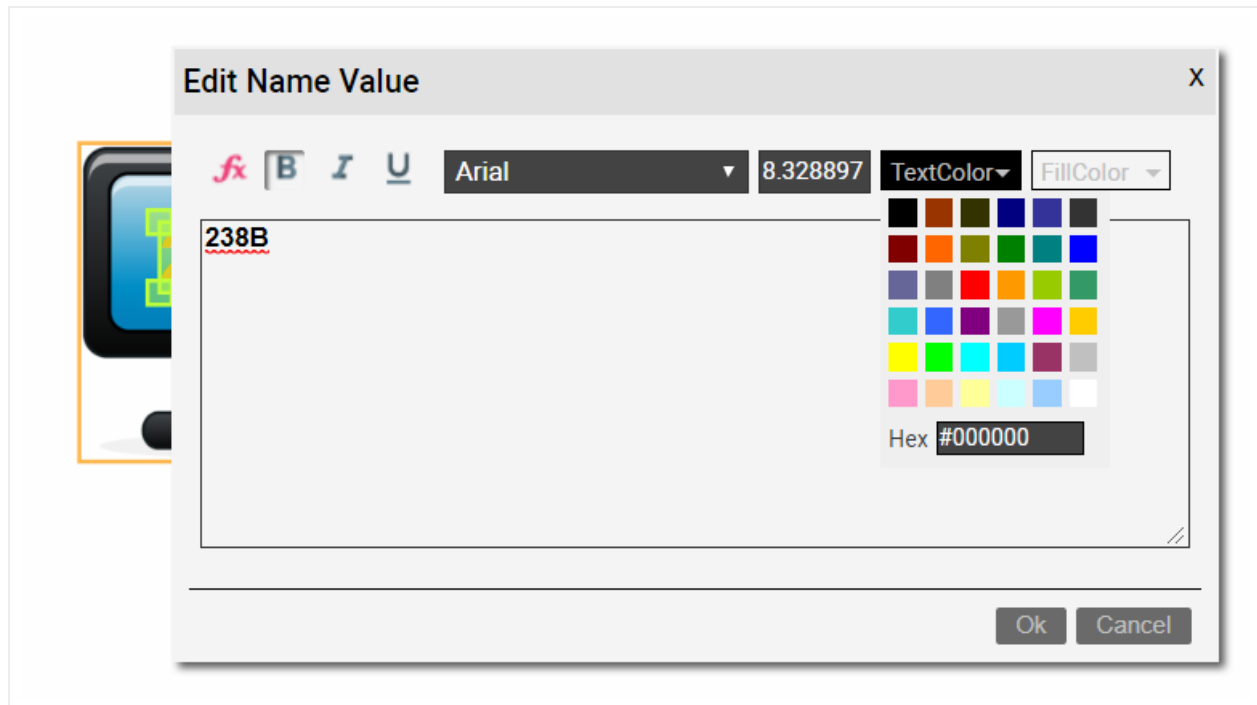 Edit Name Value X
fx B I U Arial 8.328897 TextColor FillColor
238B
Hex #000000
Ok Cancel